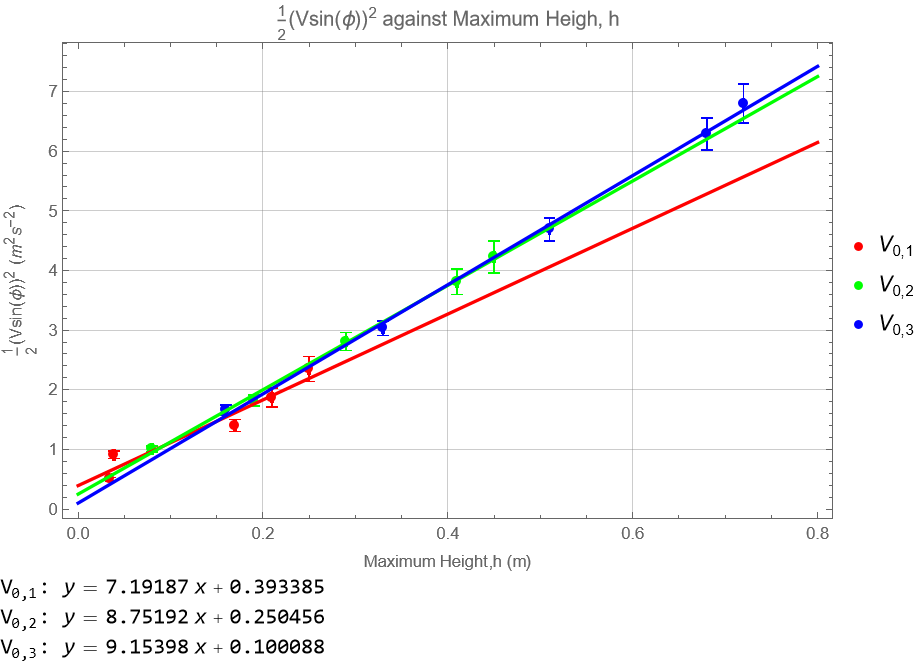 ½(Vsin(ϕ))² against Maximum Heigh, h
½(Vsin(ϕ))² (m² s⁻²)
7
6
5
4
3
2
1
0
0.0 0.2 0.4 0.6 0.8
Maximum Height,h (m)
V₀,₁
V₀,₂
V₀,₃
V₀,₁: y = 7.19187 x + 0.393385
V₀,₂: y = 8.75192 x + 0.250456
V₀,₃: y = 9.15398 x + 0.100088